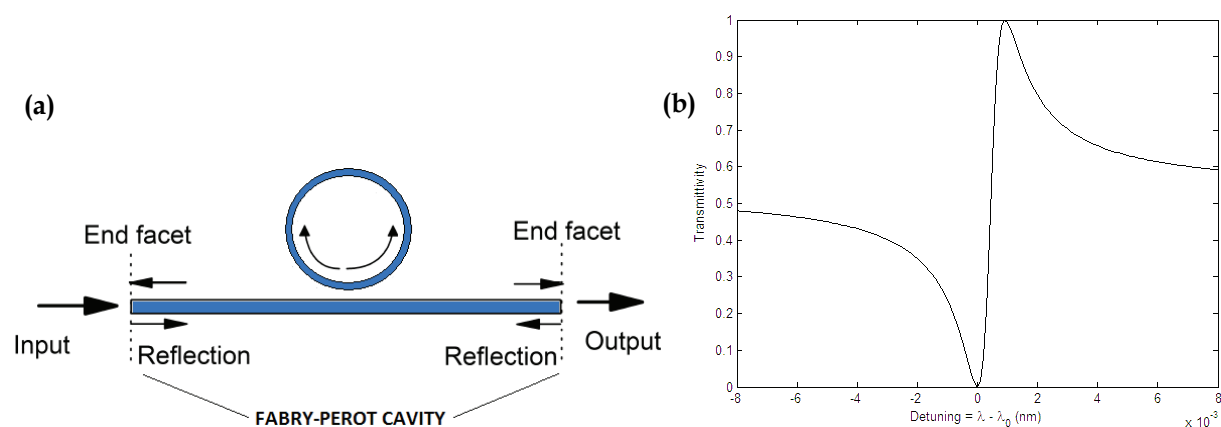 (a)
End facet
End facet
Input
Reflection
Reflection
Output
FABRY-PEROT CAVITY
(b)
Transmittivity
1
0.9
0.8
0.7
0.6
0.5
0.4
0.3
0.2
0.1
0
-8 -6 -4 -2 0 2 4 6 8
Detuning = λ - λ0 (nm)
x 10-3